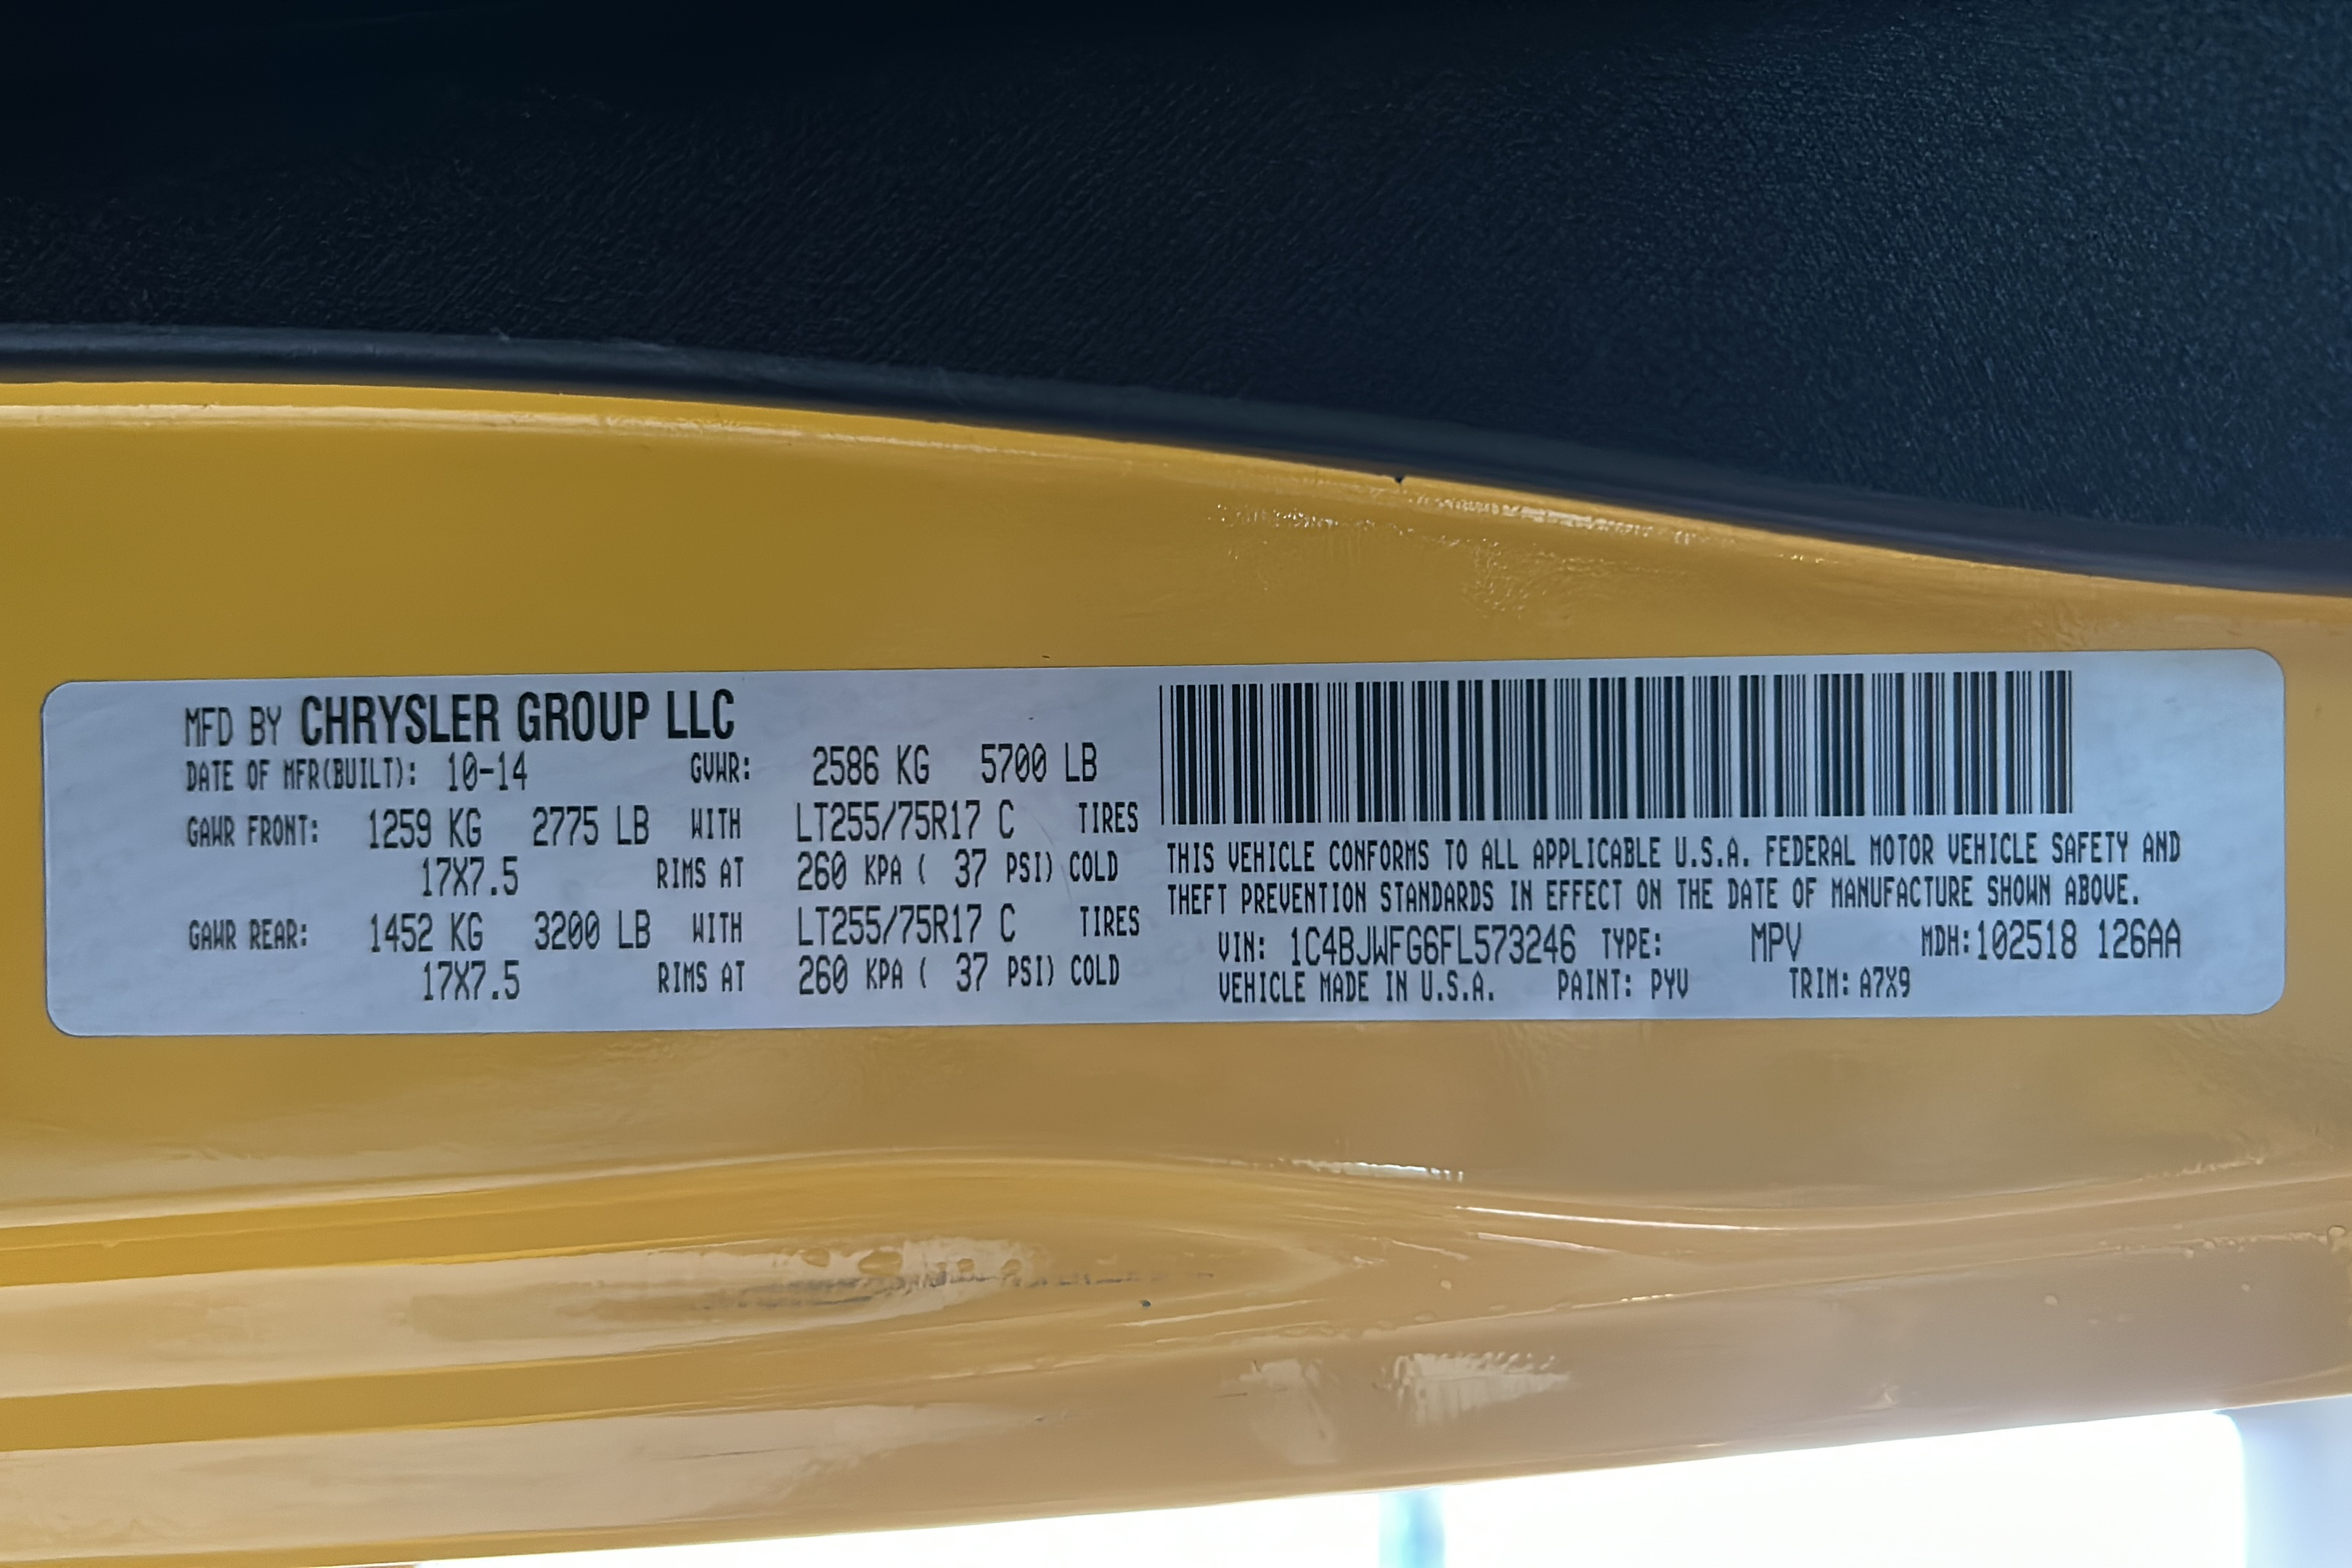 MFD BY CHRYSLER GROUP LLC
DATE OF MFR(BUILT): 10-14 GVWR: 2586 KG 5700 LB
GAWR FRONT: 1259 KG 2775 LB WITH LT255/75R17 C TIRES
17X7.5 RIMS AT 260 KPA ( 37 PSI) COLD
GAWR REAR: 1452 KG 3200 LB WITH LT255/75R17 C TIRES
17X7.5 RIMS AT 260 KPA ( 37 PSI) COLD
THIS VEHICLE CONFORMS TO ALL APPLICABLE U.S.A. FEDERAL MOTOR VEHICLE SAFETY AND
THEFT PREVENTION STANDARDS IN EFFECT ON THE DATE OF MANUFACTURE SHOWN ABOVE.
VIN: 1C4BJWFG6FL573246 TYPE: MPV MDH:102518 126AA
VEHICLE MADE IN U.S.A. PAINT: PYV TRIM: A7X9